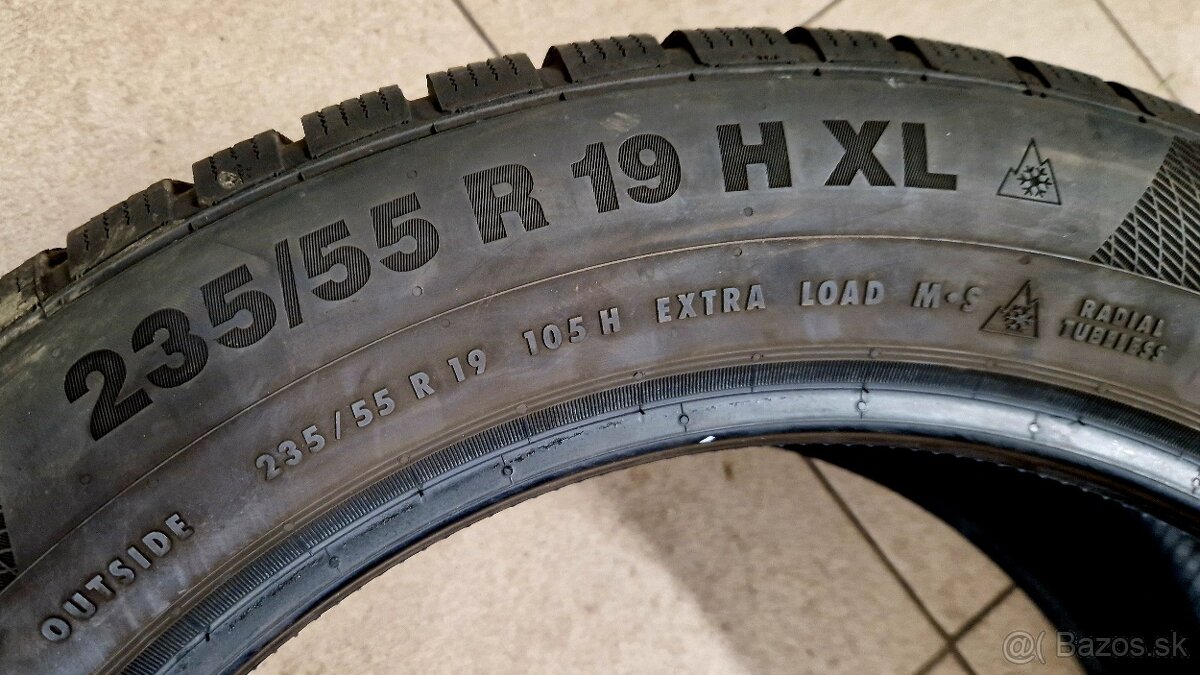 235/55 R 19 H XL
235/55 R 19 105 H EXTRA LOAD M·S RADIAL
TUBELESS
OUTSIDE
@( Bazos.sk